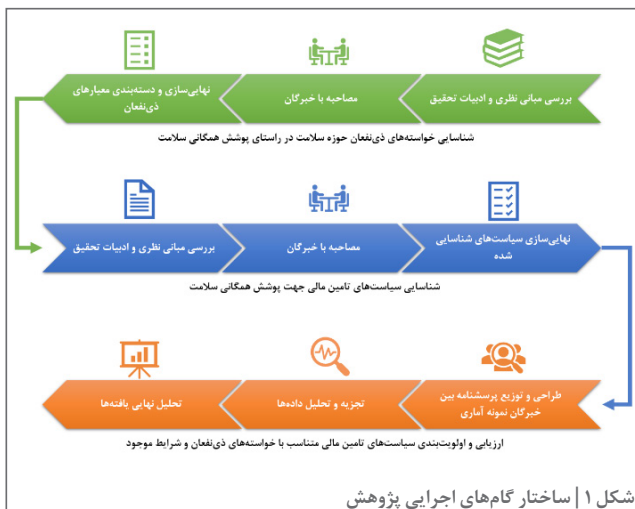 بررسی مبانی نظری و ادبیات تحقیق
مصاحبه با خبرگان
نهایی‌سازی و دسته‌بندی معیارهای
ذی‌نفعان
شناسایی خواسته‌های ذی‌نفعان حوزه سلامت در راستای پوشش همگانی سلامت
بررسی مبانی نظری و ادبیات تحقیق
مصاحبه با خبرگان
نهایی‌سازی سیاست‌های شناسایی
شده
شناسایی سیاست‌های تامین مالی جهت پوشش همگانی سلامت
طراحی و توزیع پرسشنامه بین
خبرگان نمونه آماری
تجزیه و تحلیل داده‌ها
تحلیل نهایی یافته‌ها
ارزیابی و اولویت‌بندی سیاست‌های تامین مالی متناسب با خواسته‌های ذی‌نفعان و شرایط موجود
شکل ۱ | ساختار گام‌های اجرایی پژوهش